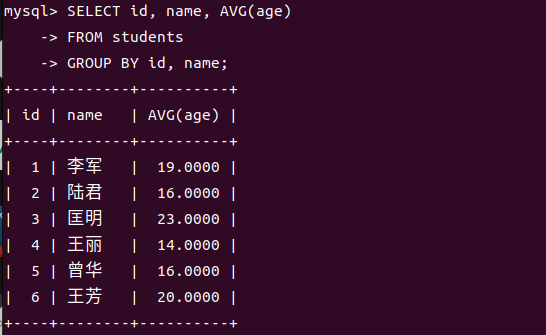 mysql> SELECT id, name, AVG(age)
    -> FROM students
    -> GROUP BY id, name;
+----+--------+----------+
| id | name   | AVG(age) |
+----+--------+----------+
|  1 | 李军   |  19.0000 |
|  2 | 陆君   |  16.0000 |
|  3 | 匡明   |  23.0000 |
|  4 | 王丽   |  14.0000 |
|  5 | 曾华   |  16.0000 |
|  6 | 王芳   |  20.0000 |
+----+--------+----------+